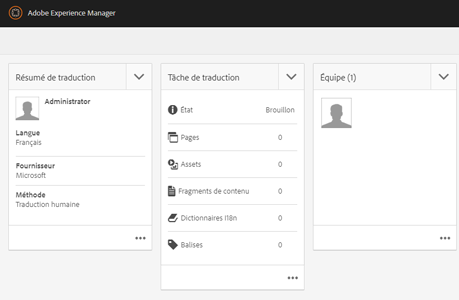 Adobe Experience Manager
Résumé de traduction
Administrator
Langue
Français
Fournisseur
Microsoft
Méthode
Traduction humaine
Tâche de traduction
État Brouillon
Pages 0
Assets 0
Fragments de contenu 0
Dictionnaires I18n 0
Balises 0
Équipe (1)